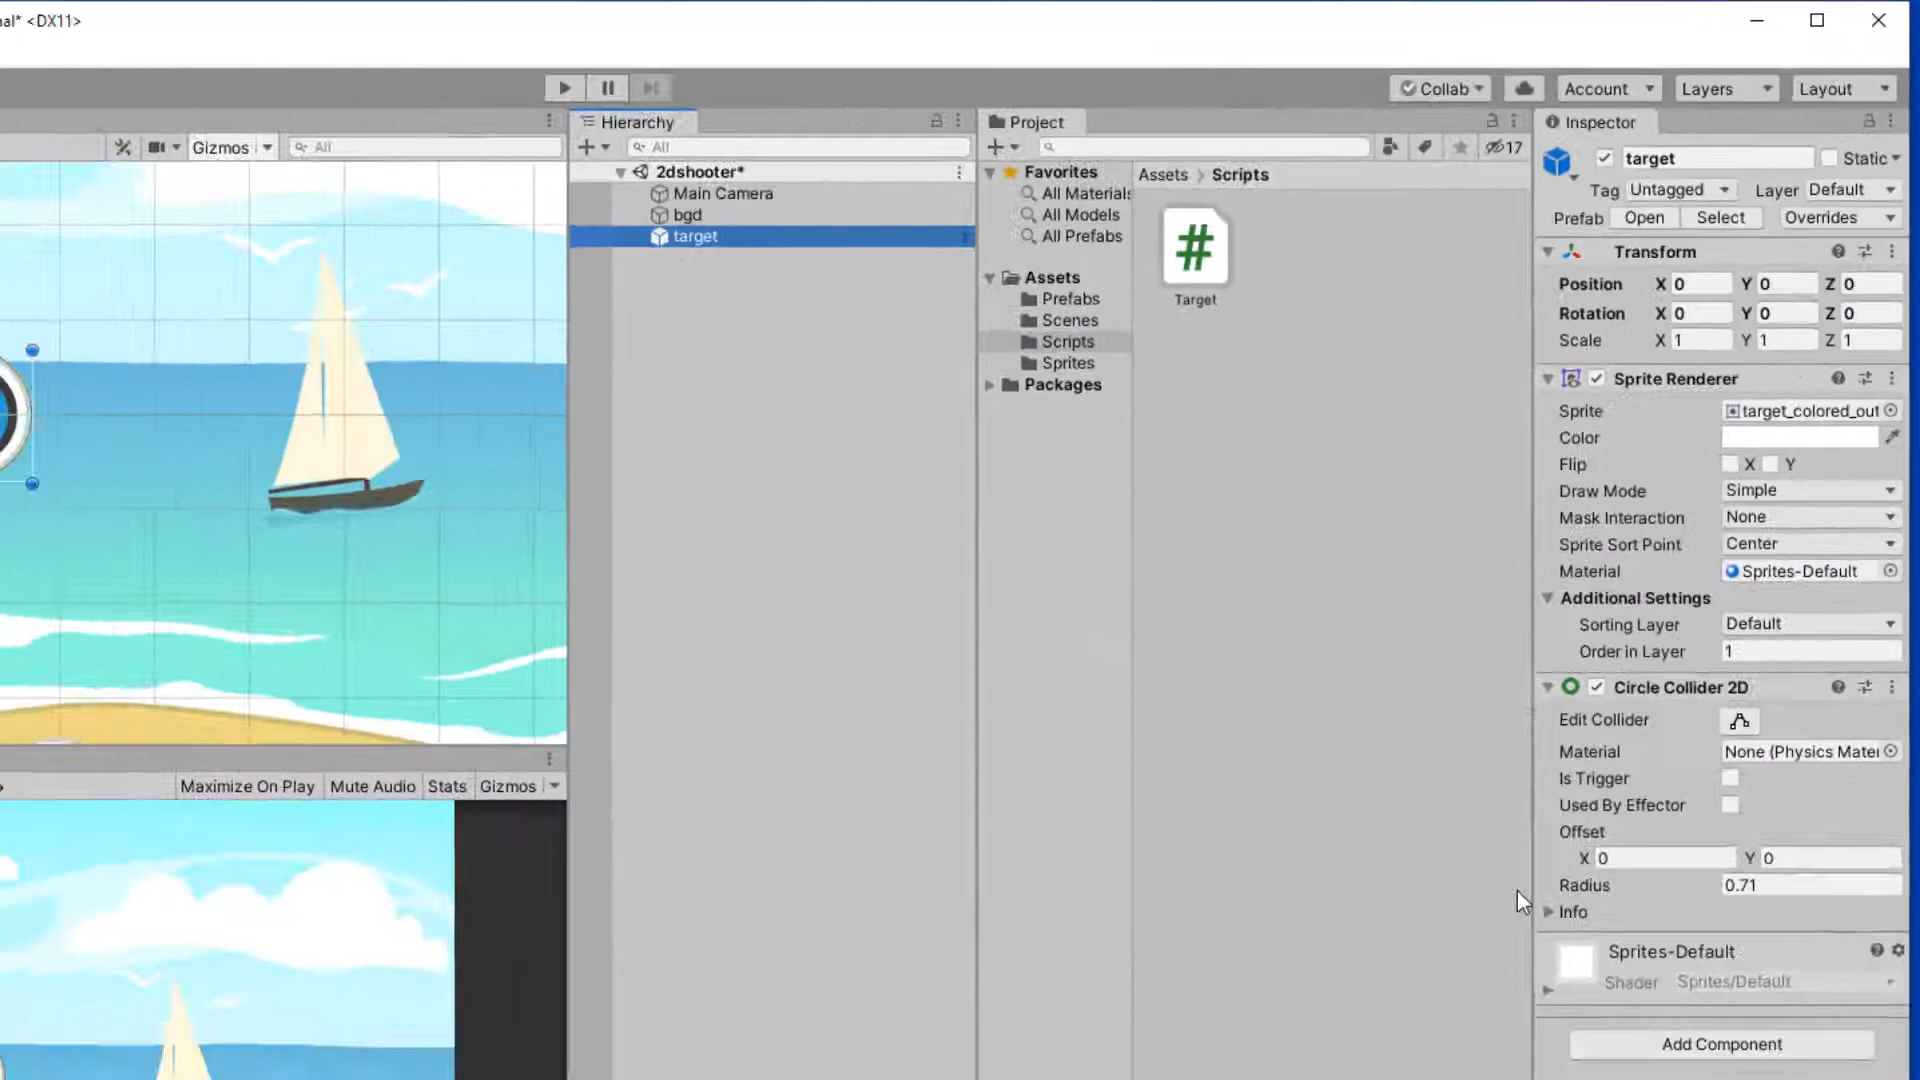 nal* <DX11>
Collab
Account
Layers
Layout
Hierarchy
Project
Inspector
Gizmos
All
All
17
target
Static
2dshooter*
Main Camera
bgd
target
Favorites
All Materials
All Models
All Prefabs
Assets
Prefabs
Scenes
Scripts
Sprites
Packages
Assets > Scripts
#
Target
Tag Untagged Layer Default
Prefab Open Select Overrides
Transform
Position X 0 Y 0 Z 0
Rotation X 0 Y 0 Z 0
Scale X 1 Y 1 Z 1
Sprite Renderer
Sprite target_colored_out
Color
Flip X Y
Draw Mode Simple
Mask Interaction None
Sprite Sort Point Center
Material Sprites-Default
Additional Settings
Sorting Layer Default
Order in Layer 1
Circle Collider 2D
Edit Collider
Material None (Physics Mater
Is Trigger
Used By Effector
Offset
X 0 Y 0
Radius 0.71
Info
Sprites-Default
Shader Sprites/Default
Add Component
Maximize On Play Mute Audio Stats Gizmos